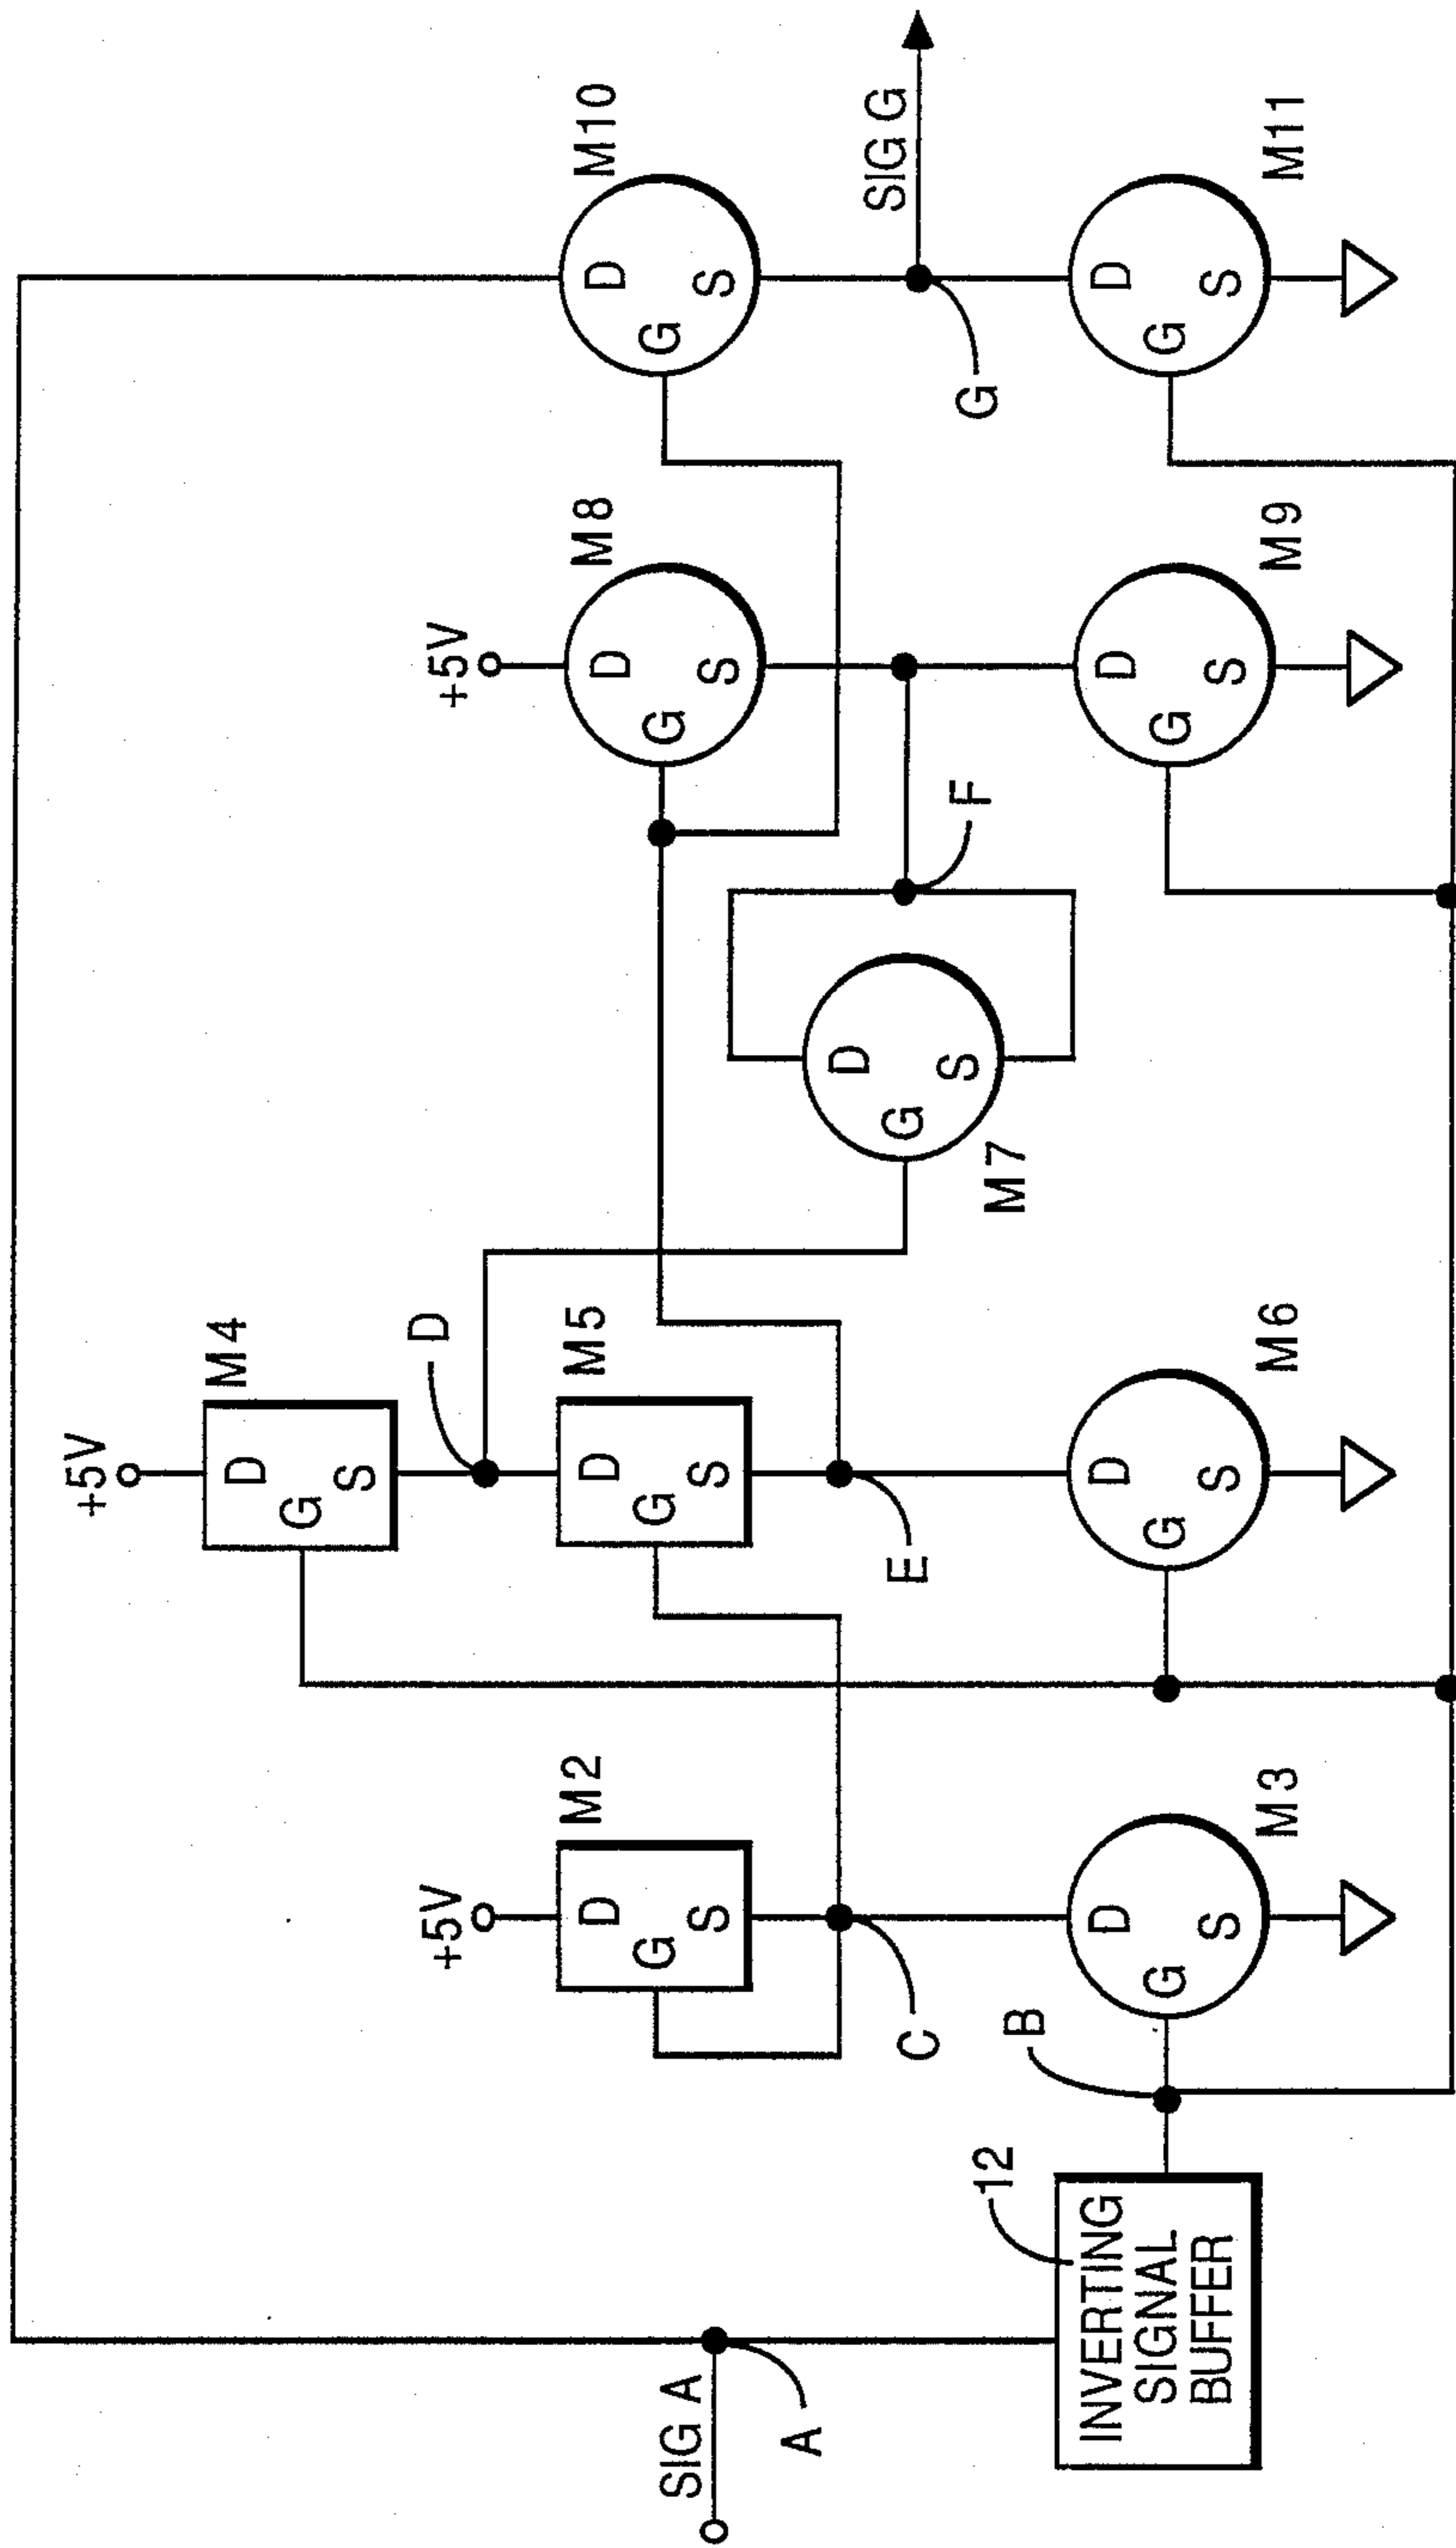 SIG A
A
INVERTING
SIGNAL
BUFFER
12
B
+5V
D
G
S
M2
C
G
D
S
M3
+5V
D
G
S
M4
D
D
G
S
M5
E
G
D
S
M6
D
G
S
M7
F
+5V
D
G
S
M8
D
G
S
M9
D
G
S
M10
SIG G
G
D
G
S
M11